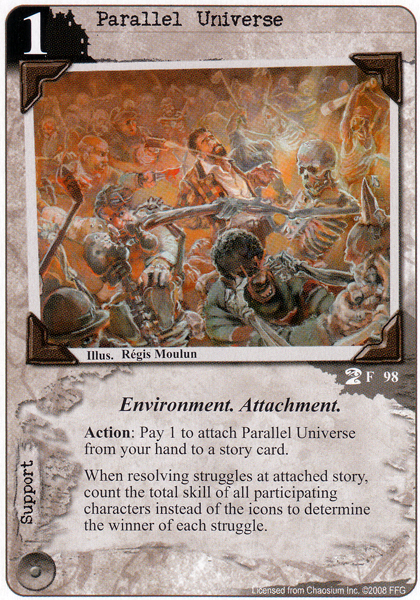 1
Parallel Universe
Illus. Régis Moulun
F 98
Environment. Attachment.
Action: Pay 1 to attach Parallel Universe
from your hand to a story card.
When resolving struggles at attached story,
count the total skill of all participating
characters instead of the icons to determine
the winner of each struggle.
Support
Licensed from Chaosium Inc. ©2008 FFG